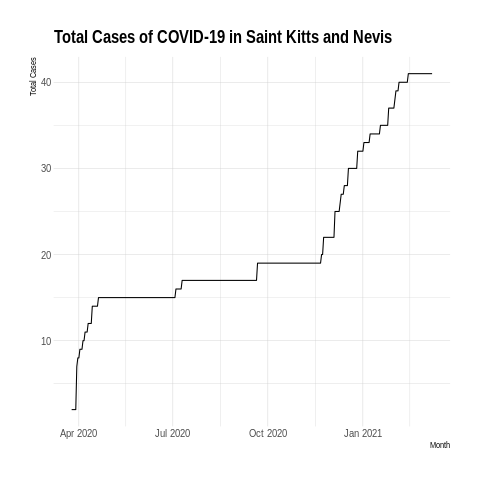 Total Cases of COVID-19 in Saint Kitts and Nevis
Total Cases
40
30
20
10
Apr 2020 Jul 2020 Oct 2020 Jan 2021
Month